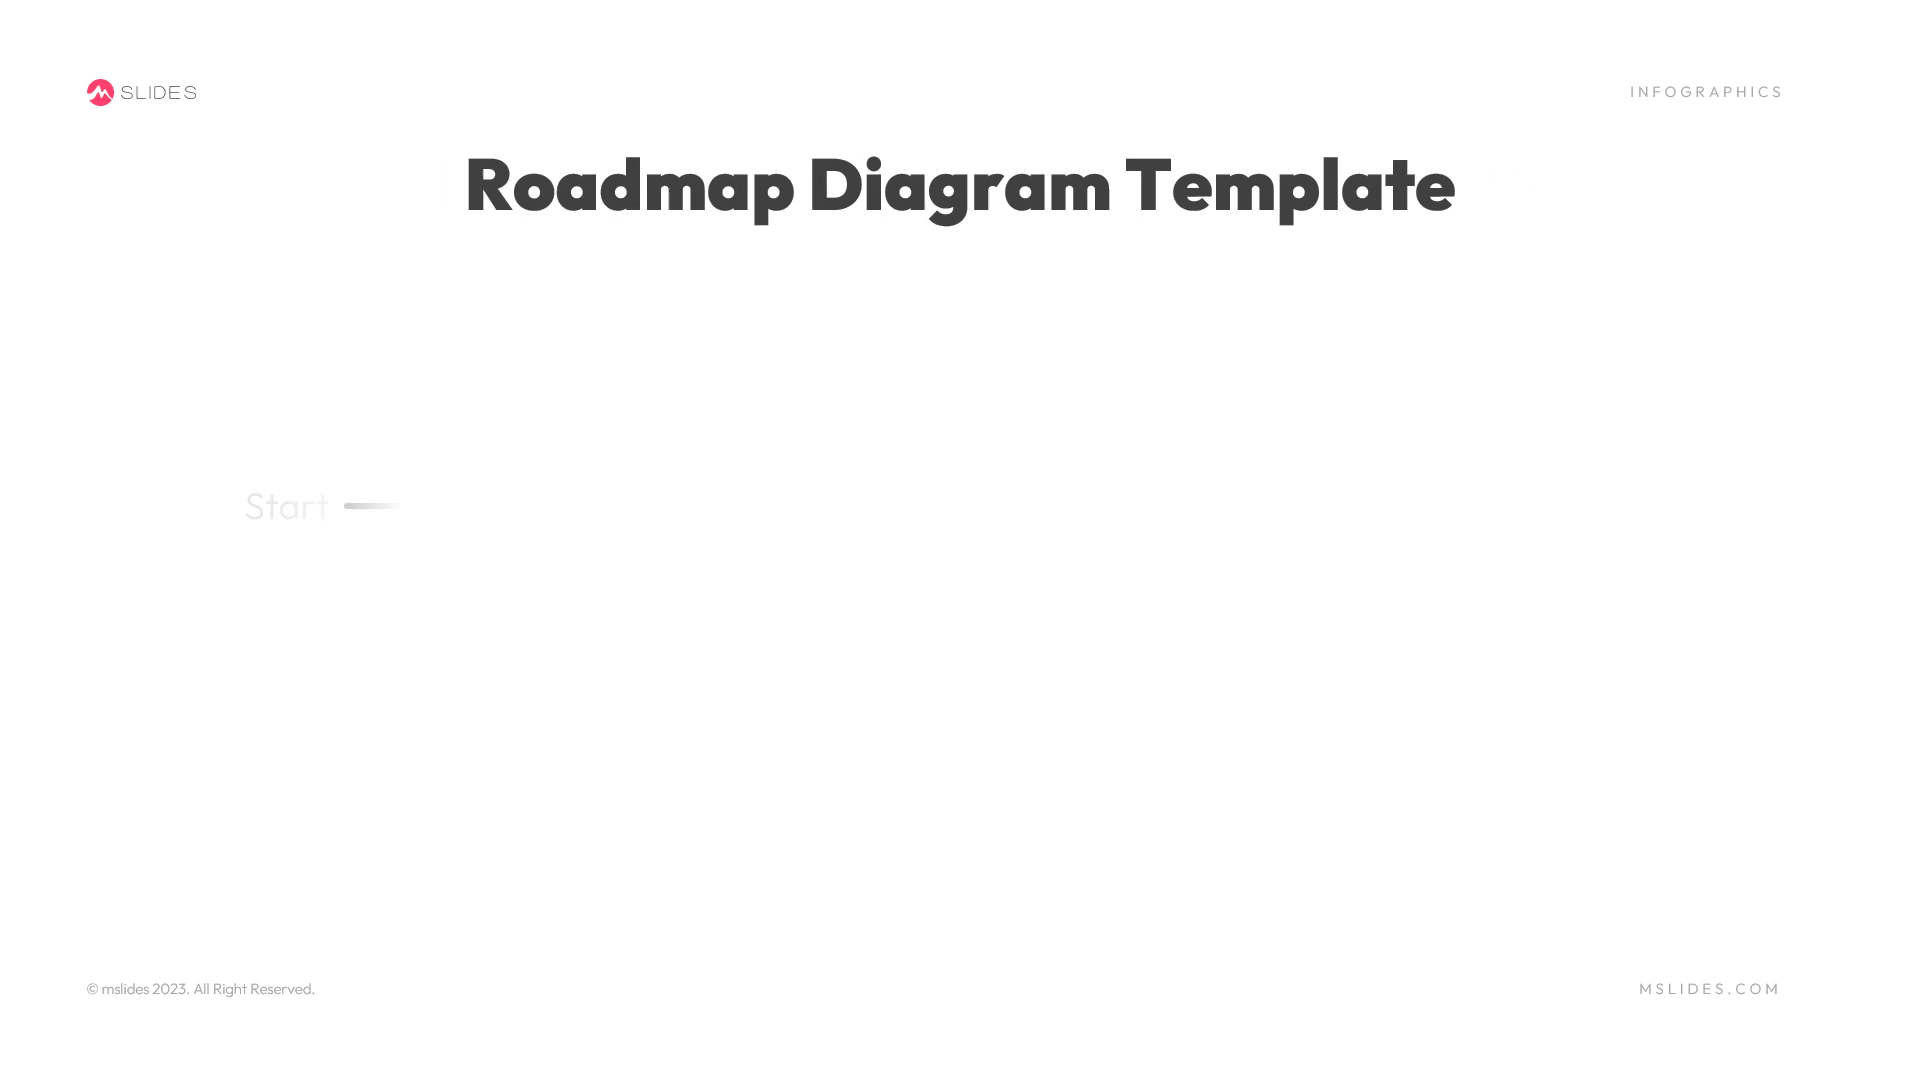 SLIDES
INFOGRAPHICS
Roadmap Diagram Template
Start
© mslides 2023. All Right Reserved.
MSLIDES.COM